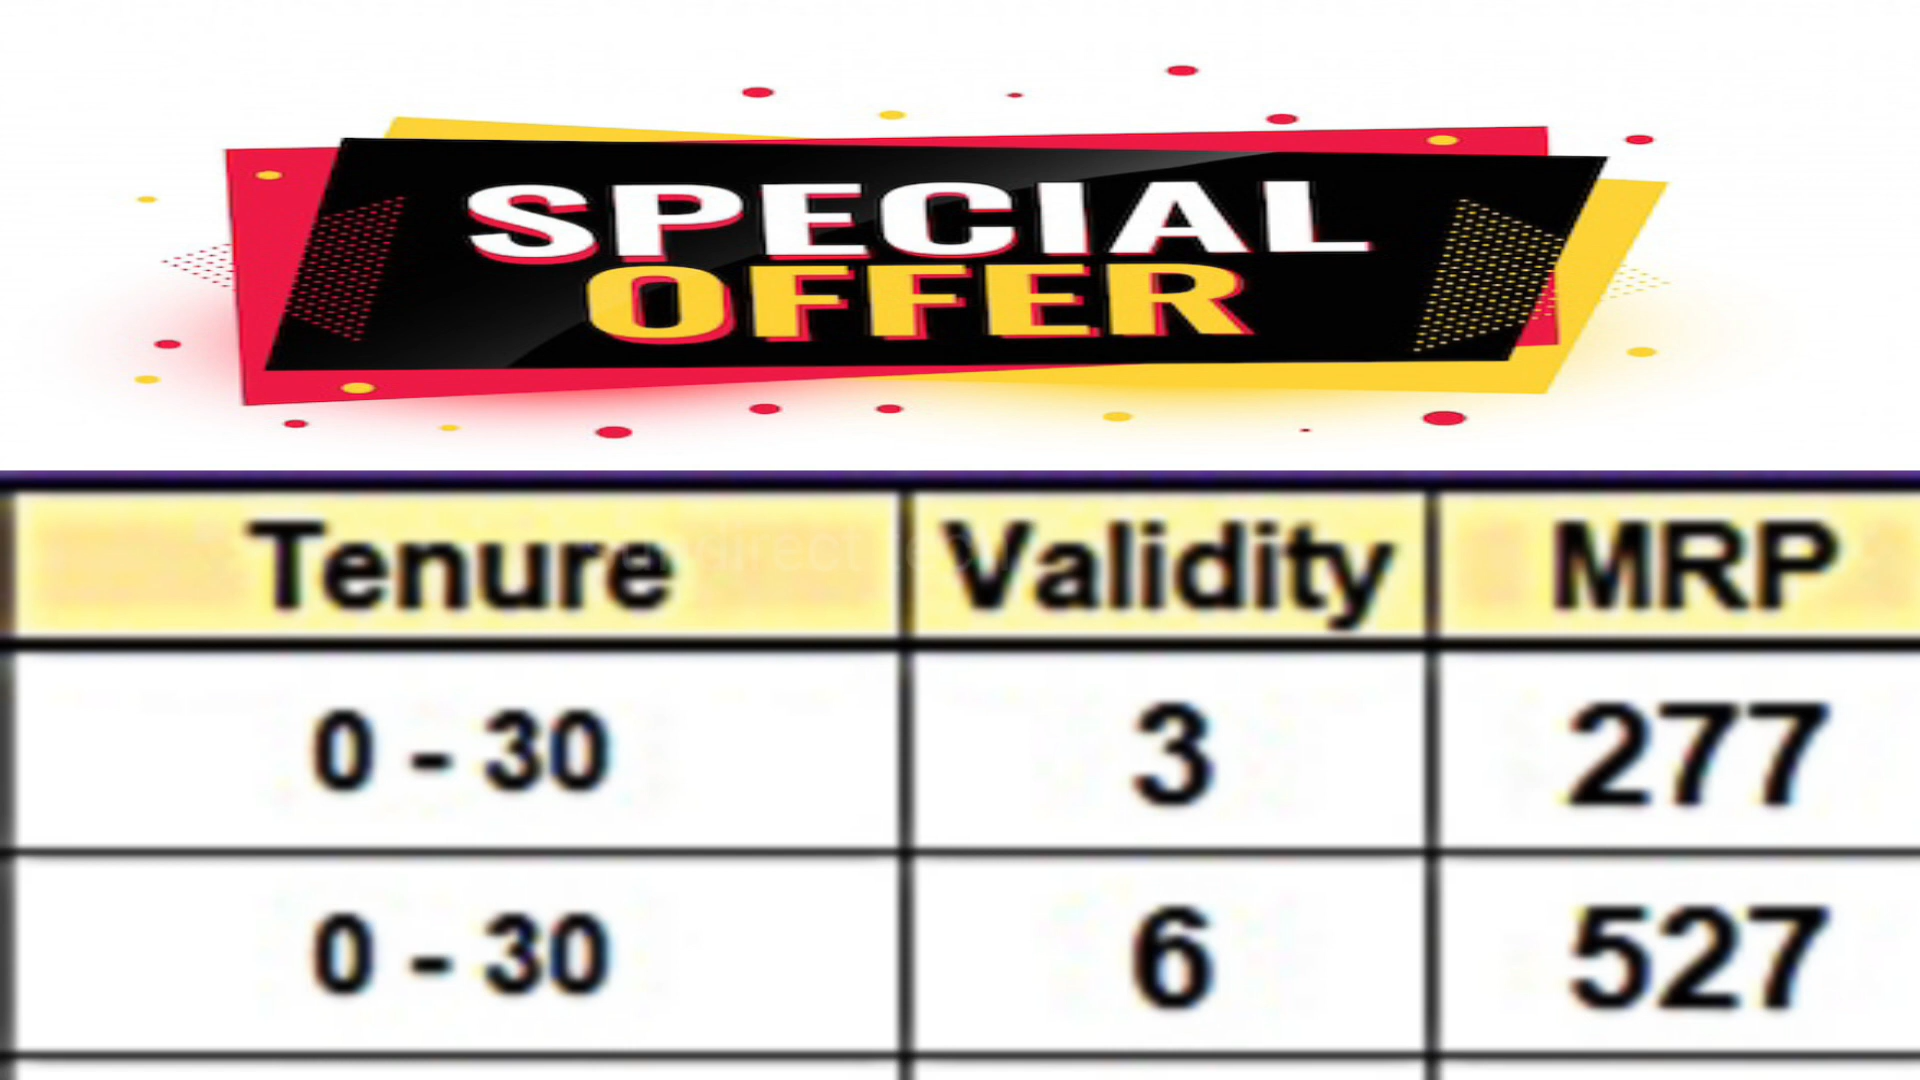 SPECIAL
OFFER
Tenure Validity MRP
0 - 30 3 277
0 - 30 6 527